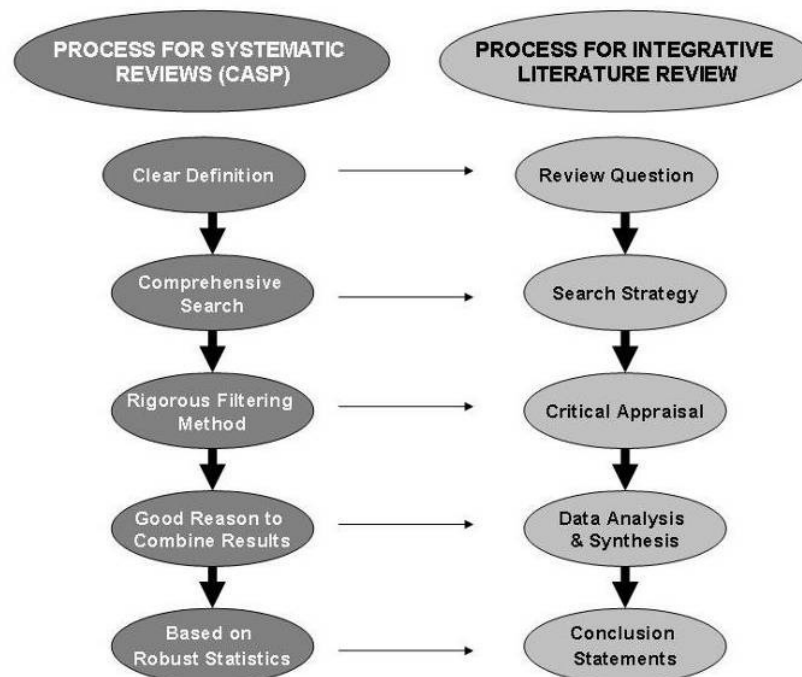 PROCESS FOR SYSTEMATIC
REVIEWS (CASP)
PROCESS FOR INTEGRATIVE
LITERATURE REVIEW
Clear Definition
Review Question
Comprehensive
Search
Search Strategy
Rigorous Filtering
Method
Critical Appraisal
Good Reason to
Combine Results
Data Analysis
& Synthesis
Based on
Robust Statistics
Conclusion
Statements